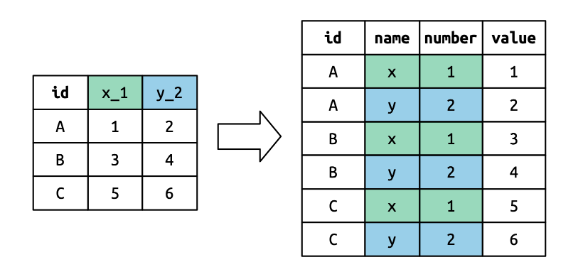 id x_1 y_2
A 1 2
B 3 4
C 5 6
id name number value
A x 1 1
A y 2 2
B x 1 3
B y 2 4
C x 1 5
C y 2 6